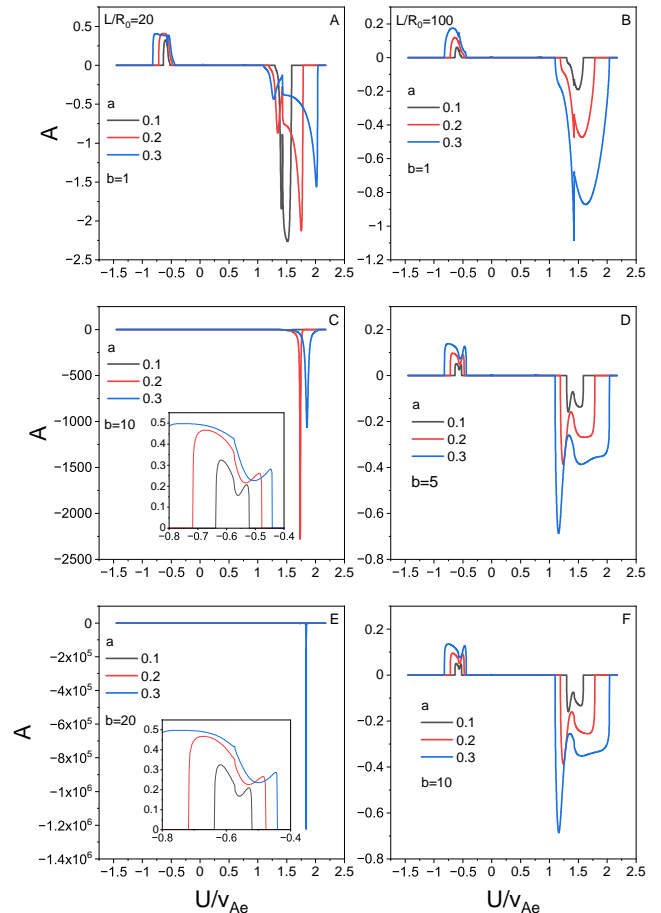 L/R₀=20
A
0.5
0.0
−0.5
−1
−1.5
−2
−2.5
A
a
0.1
0.2
0.3
b=1
−1.5 −1 −0.5 0 0.5 1 1.5 2 2.5
L/R₀=100
B
0.2
0
−0.2
−0.4
−0.6
−0.8
−1
−1.2
a
0.1
0.2
0.3
b=1
−1.5 −1 −0.5 0 0.5 1 1.5 2 2.5
C
0
−500
−1000
−1500
−2000
−2500
A
a
0.1
0.2
0.3
b=10
0.5
0.4
0.3
0.2
0.1
0
−0.8 −0.7 −0.6 −0.5 −0.4
−1.5 −1 −0.5 0 0.5 1 1.5 2 2.5
D
0.2
0
−0.2
−0.4
−0.6
−0.8
a
0.1
0.2
0.3
b=5
−1.5 −1 −0.5 0 0.5 1 1.5 2 2.5
E
0
−2x10⁵
−4x10⁵
−6x10⁵
−8x10⁵
−1x10⁶
−1.2x10⁶
−1.4x10⁶
A
a
0.1
0.2
0.3
b=20
0.5
0.4
0.3
0.2
0.1
0
−0.8 −0.6 −0.4
−1.5 −1 −0.5 0 0.5 1 1.5 2 2.5
U/v_Ae
F
0.2
0
−0.2
−0.4
−0.6
−0.8
a
0.1
0.2
0.3
b=10
−1.5 −1 −0.5 0 0.5 1 1.5 2 2.5
U/v_Ae